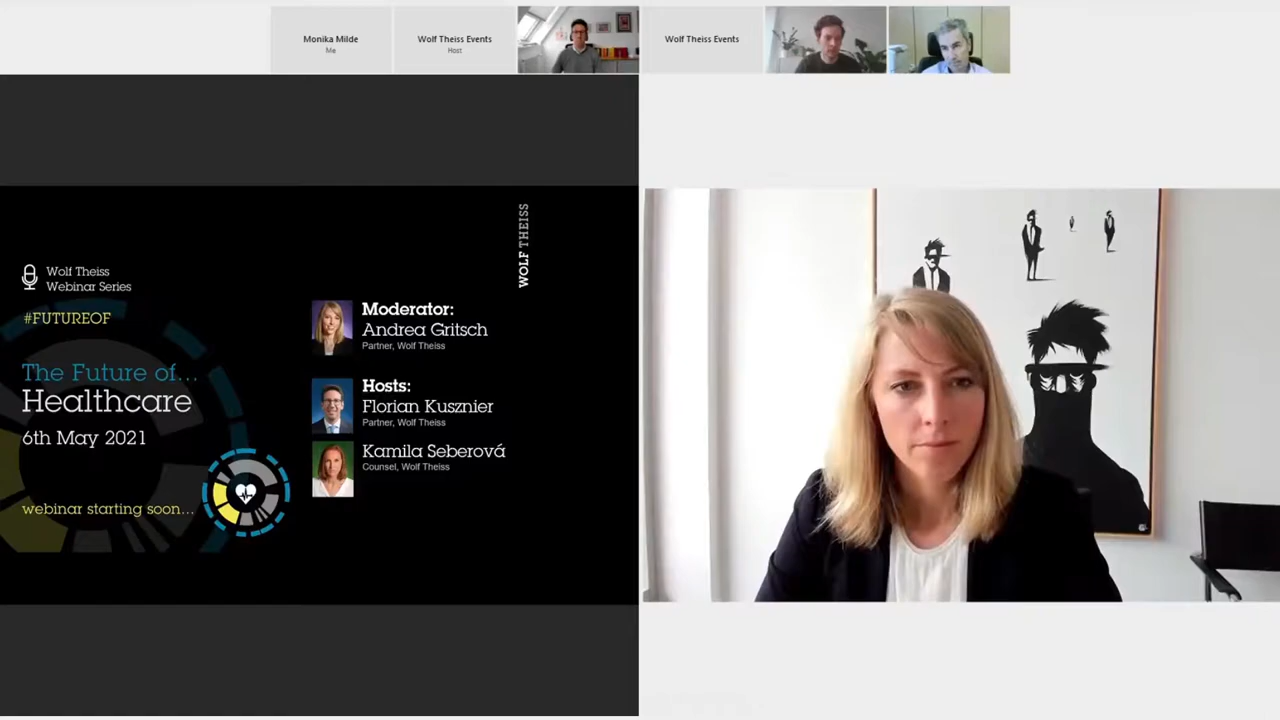 Monika Milde
Me
Wolf Theiss Events
Host
Wolf Theiss Events
WOLF THEISS
Wolf Theiss
Webinar Series
#FUTUREOF
The Future of...
Healthcare
6th May 2021
webinar starting soon...
Moderator:
Andrea Gritsch
Partner, Wolf Theiss
Hosts:
Florian Kusznier
Partner, Wolf Theiss
Kamila Seberová
Counsel, Wolf Theiss